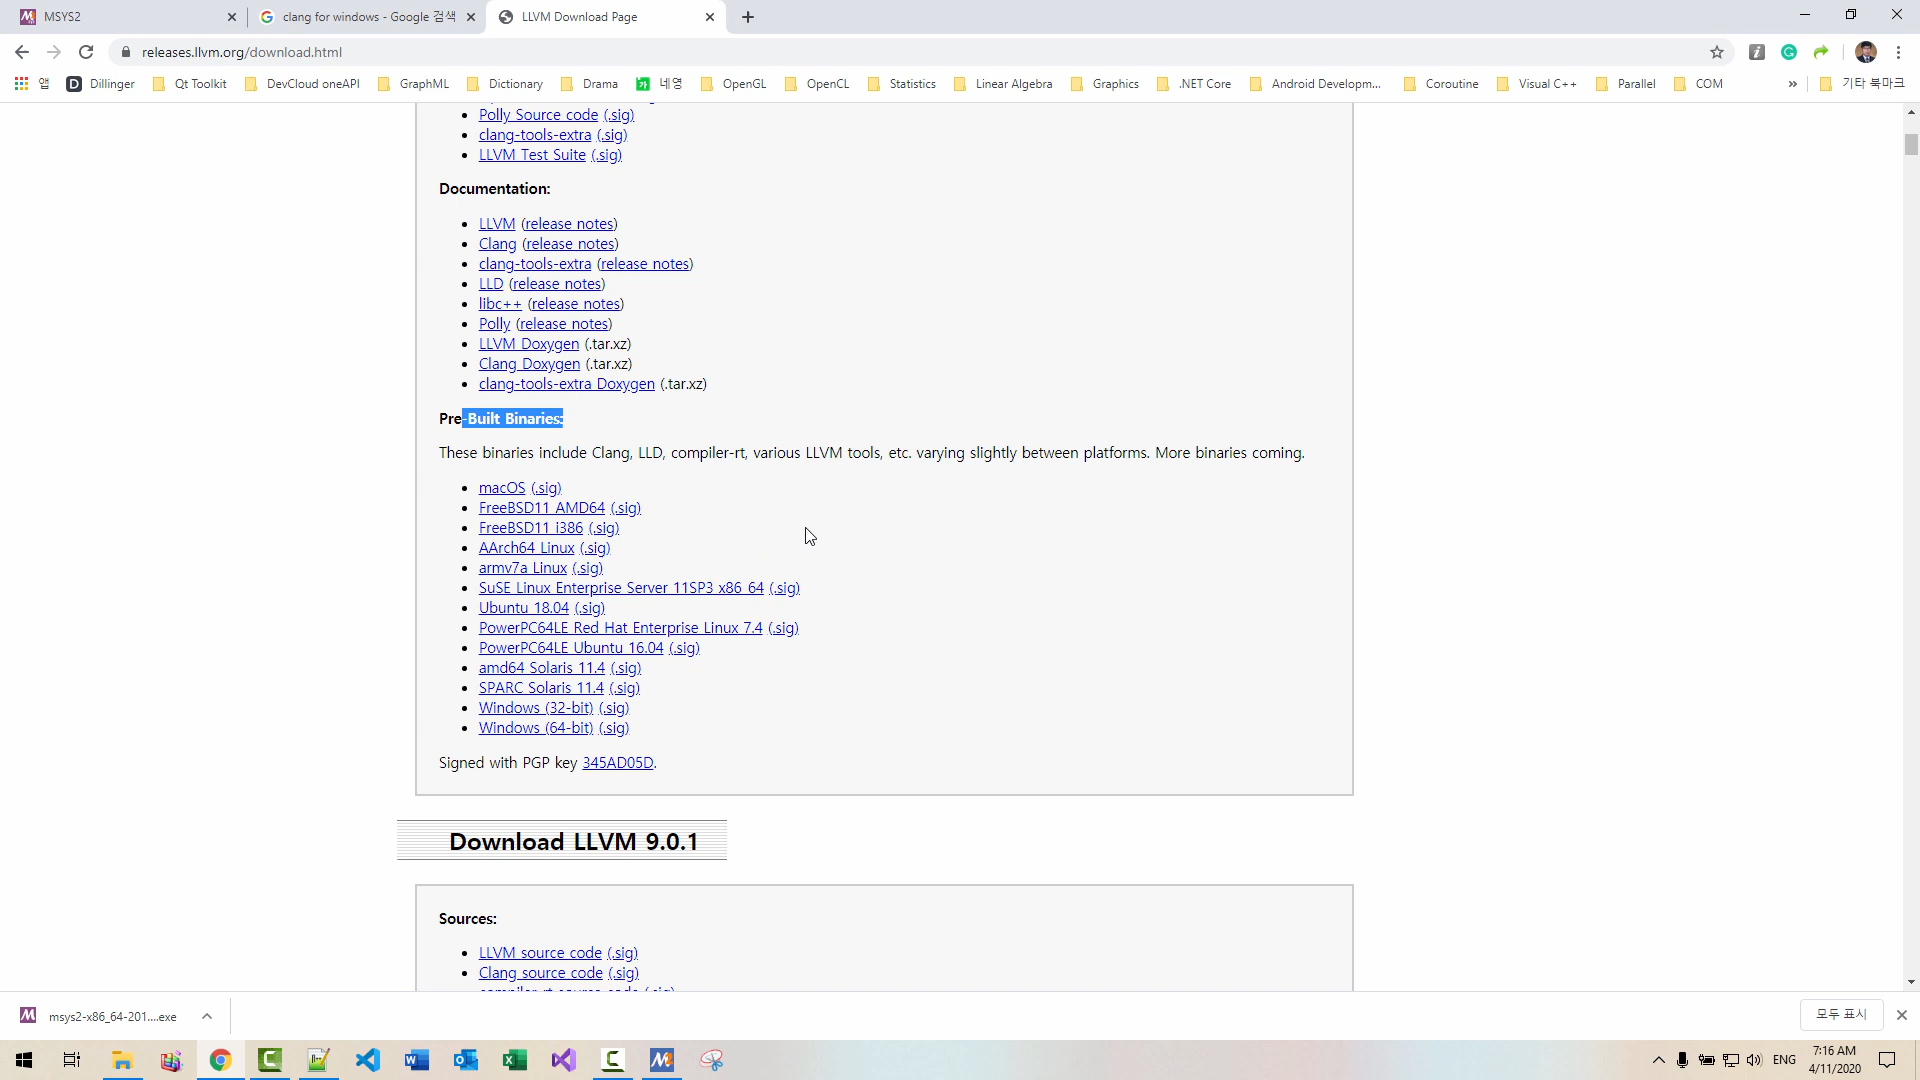 MSYS2
clang for windows - Google 검색
LLVM Download Page
releases.llvm.org/download.html
앱
Dillinger
Qt Toolkit
DevCloud oneAPI
GraphML
Dictionary
Drama
네영
OpenGL
OpenCL
Statistics
Linear Algebra
Graphics
.NET Core
Android Developm...
Coroutine
Visual C++
Parallel
COM
»
기타 북마크
• Polly Source code (.sig)
• clang-tools-extra (.sig)
• LLVM Test Suite (.sig)
Documentation:
• LLVM (release notes)
• Clang (release notes)
• clang-tools-extra (release notes)
• LLD (release notes)
• libc++ (release notes)
• Polly (release notes)
• LLVM Doxygen (.tar.xz)
• Clang Doxygen (.tar.xz)
• clang-tools-extra Doxygen (.tar.xz)
Pre-Built Binaries:
These binaries include Clang, LLD, compiler-rt, various LLVM tools, etc. varying slightly between platforms. More binaries coming.
• macOS (.sig)
• FreeBSD11 AMD64 (.sig)
• FreeBSD11 i386 (.sig)
• AArch64 Linux (.sig)
• armv7a Linux (.sig)
• SuSE Linux Enterprise Server 11SP3 x86_64 (.sig)
• Ubuntu 18.04 (.sig)
• PowerPC64LE Red Hat Enterprise Linux 7.4 (.sig)
• PowerPC64LE Ubuntu 16.04 (.sig)
• amd64 Solaris 11.4 (.sig)
• SPARC Solaris 11.4 (.sig)
• Windows (32-bit) (.sig)
• Windows (64-bit) (.sig)
Signed with PGP key 345AD05D.
Download LLVM 9.0.1
Sources:
• LLVM source code (.sig)
• Clang source code (.sig)
• compiler-rt source code (.sig)
msys2-x86_64-201....exe
모두 표시
ENG
7:16 AM
4/11/2020